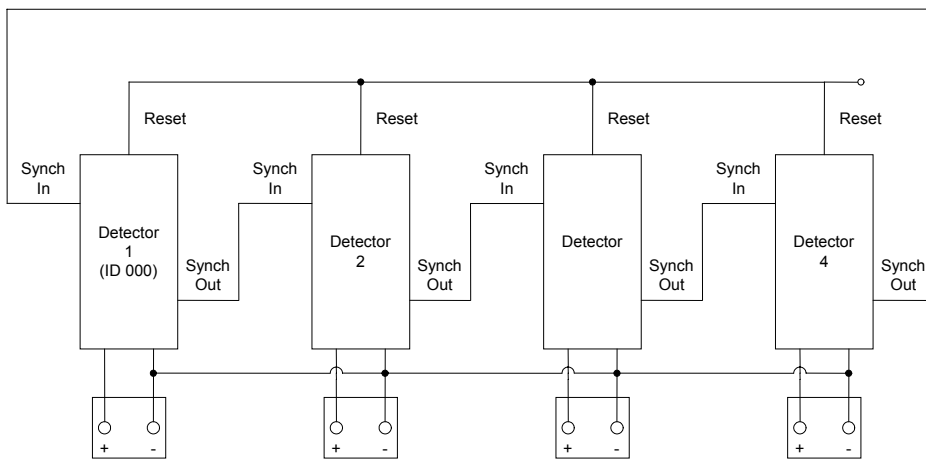 Reset
Reset
Reset
Reset
Synch
In
Synch
In
Synch
In
Synch
In
Detector
1
(ID 000)
Detector
2
Detector
Detector
4
Synch
Out
Synch
Out
Synch
Out
Synch
Out
+ -
+ -
+ -
+ -